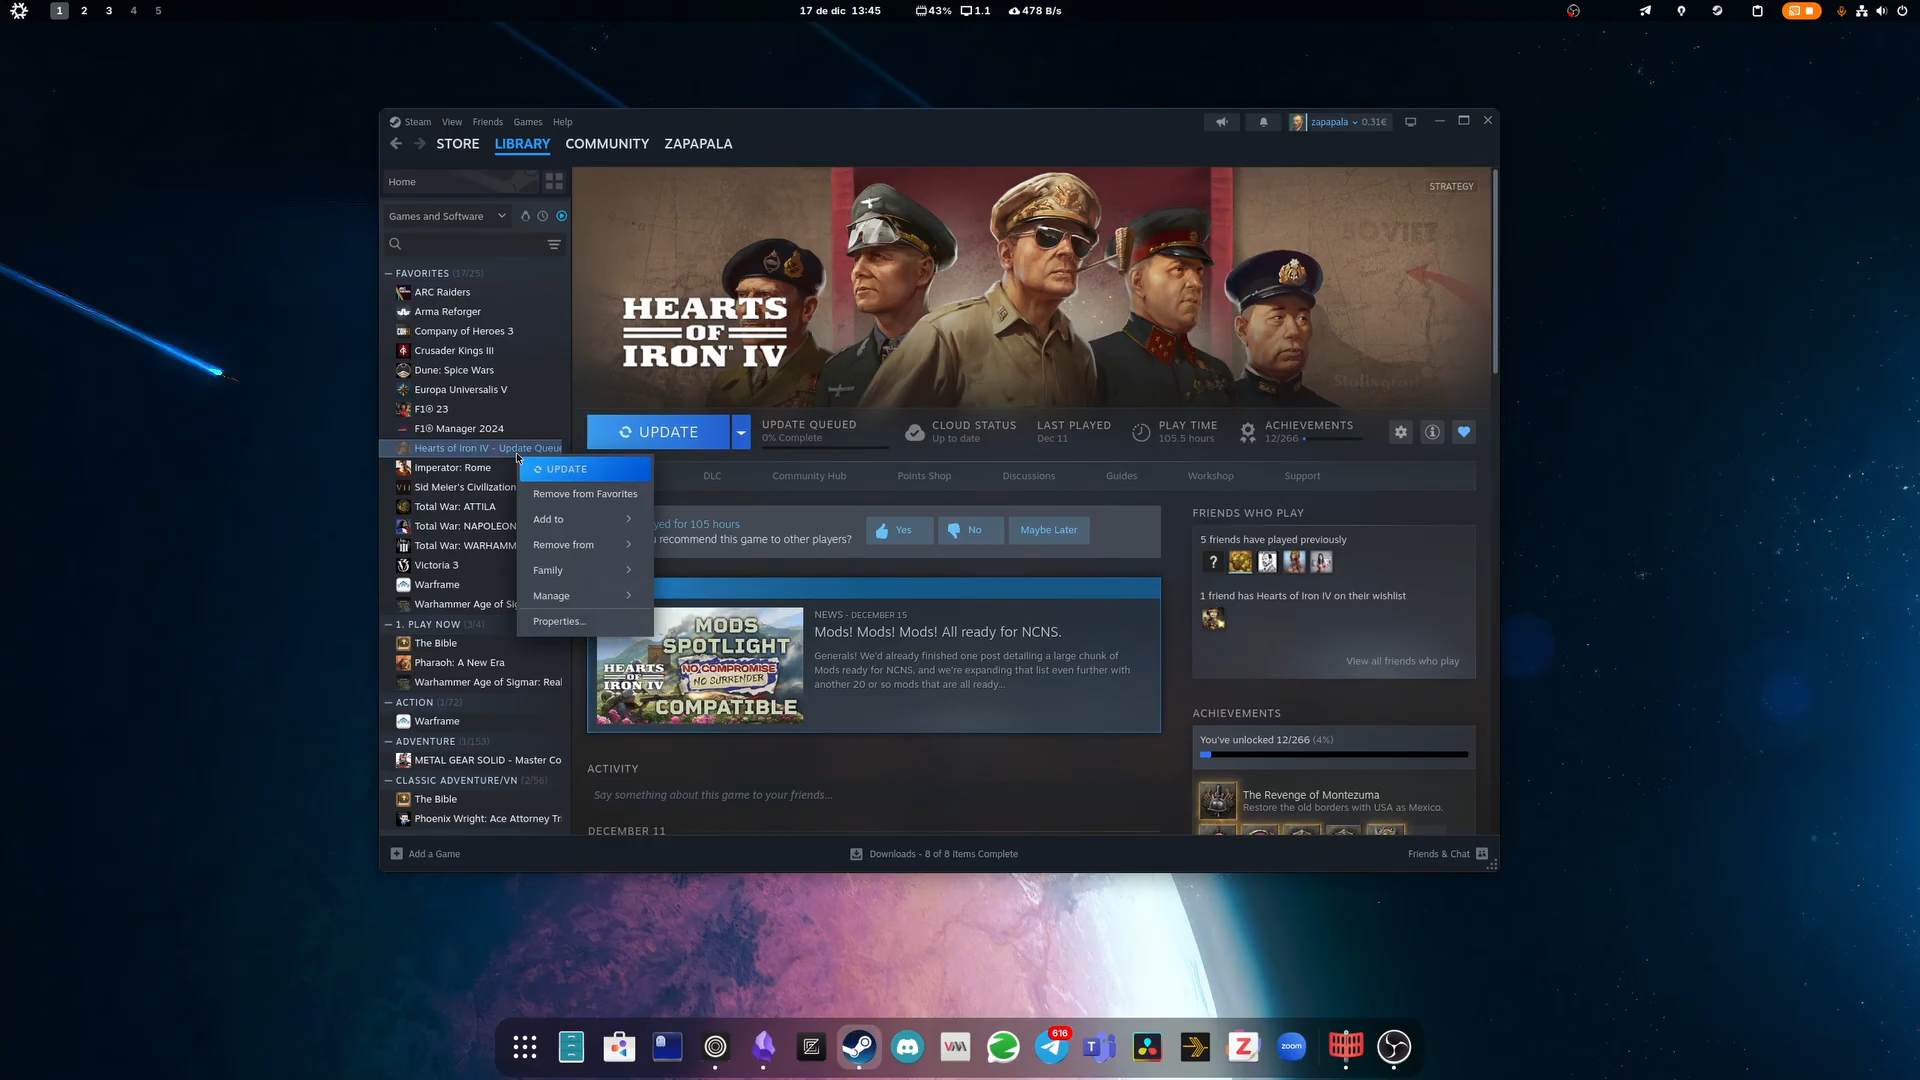 1 2 3 4 5
17 de dic 13:45
43% 1.1 478 B/s
Steam View Friends Games Help
zapapala 0.31€
STORE LIBRARY COMMUNITY ZAPAPALA
Home
Games and Software
FAVORITES (17/25)
ARC Raiders
Arma Reforger
Company of Heroes 3
Crusader Kings III
Dune: Spice Wars
Europa Universalis V
F1® 23
F1® Manager 2024
Hearts of Iron IV - Update Queue
Imperator: Rome
Sid Meier's Civilization
Total War: ATTILA
Total War: NAPOLEON
Total War: WARHAMM
Victoria 3
Warframe
Warhammer Age of Sig
1. PLAY NOW (3/4)
The Bible
Pharaoh: A New Era
Warhammer Age of Sigmar: Real
ACTION (1/72)
Warframe
ADVENTURE (1/153)
METAL GEAR SOLID - Master Co
CLASSIC ADVENTURE/VN (2/56)
The Bible
Phoenix Wright: Ace Attorney Tri
UPDATE
Remove from Favorites
Add to
Remove from
Family
Manage
Properties...
STRATEGY
SOVIET
Stalingrad
HEARTS
OF
IRON IV
UPDATE
UPDATE QUEUED
0% Complete
CLOUD STATUS
Up to date
LAST PLAYED
Dec 11
PLAY TIME
105.5 hours
ACHIEVEMENTS
12/266
DLC Community Hub Points Shop Discussions Guides Workshop Support
yed for 105 hours
u recommend this game to other players?
Yes No Maybe Later
MODS
SPOTLIGHT
HEARTS
OF
IRON IV
NO COMPROMISE
NO SURRENDER
COMPATIBLE
NEWS - DECEMBER 15
Mods! Mods! Mods! All ready for NCNS.
Generals! We'd already finished one post detailing a large chunk of
Mods ready for NCNS, and we're expanding that list even further with
another 20 or so mods that are all ready...
ACTIVITY
Say something about this game to your friends...
DECEMBER 11
FRIENDS WHO PLAY
5 friends have played previously
?
1 friend has Hearts of Iron IV on their wishlist
View all friends who play
ACHIEVEMENTS
You've unlocked 12/266 (4%)
The Revenge of Montezuma
Restore the old borders with USA as Mexico.
Add a Game
Downloads - 8 of 8 Items Complete
Friends & Chat
616
zoom